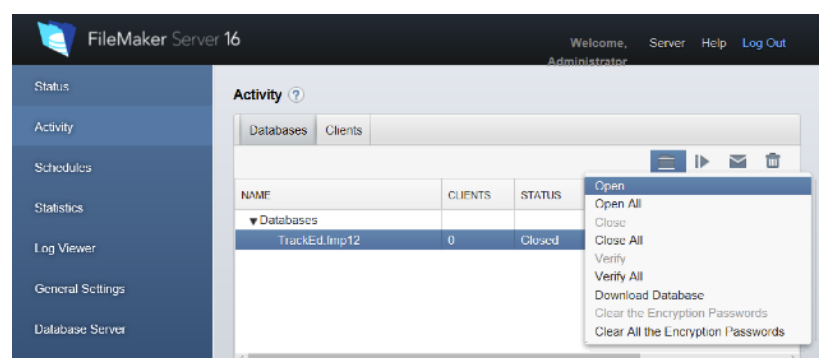 FileMaker Server 16
Welcome, Administrator
Server Help Log Out
Status
Activity
Schedules
Statistics
Log Viewer
General Settings
Database Server
Activity ?
Databases Clients
NAME CLIENTS STATUS
▼Databases
TrackEd.fmp12 0 Closed
Open
Open All
Close
Close All
Verify
Verify All
Download Database
Clear the Encryption Passwords
Clear All the Encryption Passwords